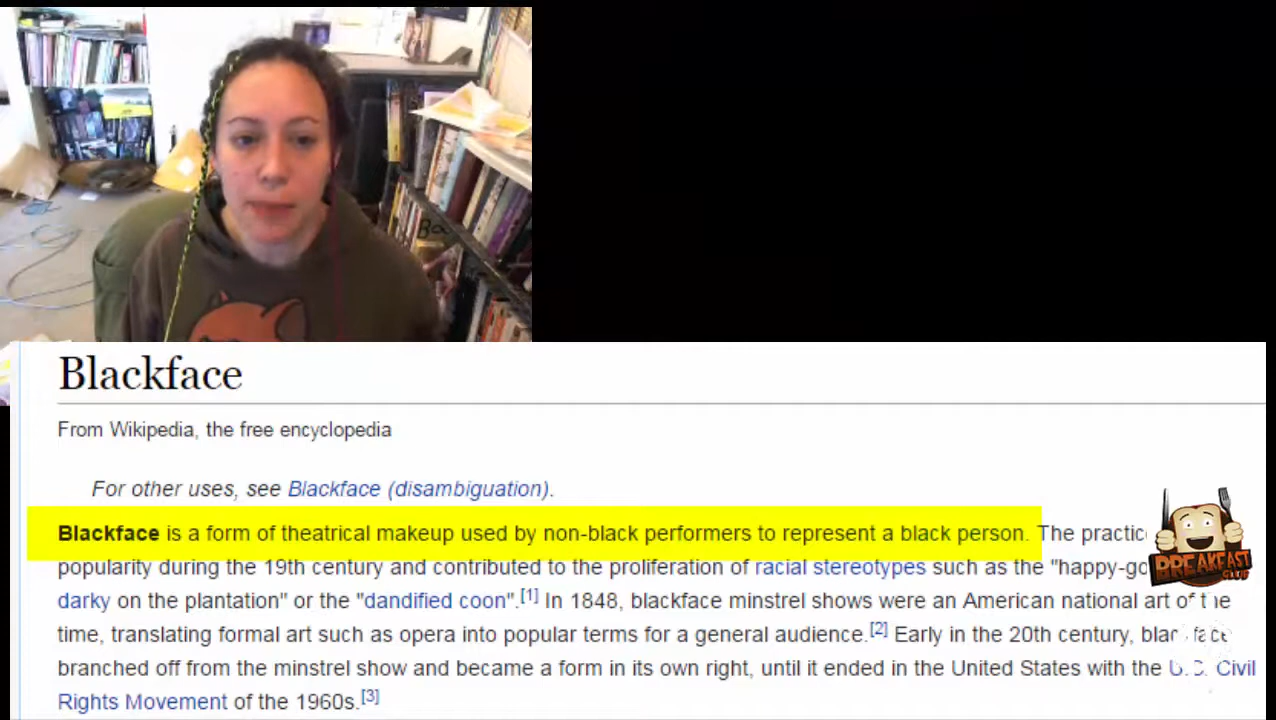 Blackface
From Wikipedia, the free encyclopedia
For other uses, see Blackface (disambiguation).
Blackface is a form of theatrical makeup used by non-black performers to represent a black person. The practic
popularity during the 19th century and contributed to the proliferation of racial stereotypes such as the "happy-go
darky on the plantation" or the "dandified coon".[1] In 1848, blackface minstrel shows were an American national art of the
time, translating formal art such as opera into popular terms for a general audience.[2] Early in the 20th century, blackface
branched off from the minstrel show and became a form in its own right, until it ended in the United States with the U.S. Civil
Rights Movement of the 1960s.[3]
BREAKFAST
CLUB